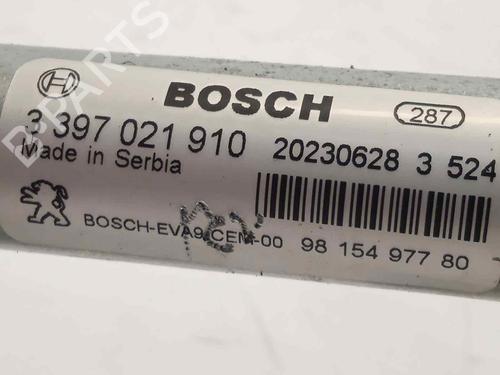 BOSCH
287
3 397 021 910
20230628 3 524
Made in Serbia
BOSCH-EVA9 CEM-00
98 154 977 80
B-PARTS